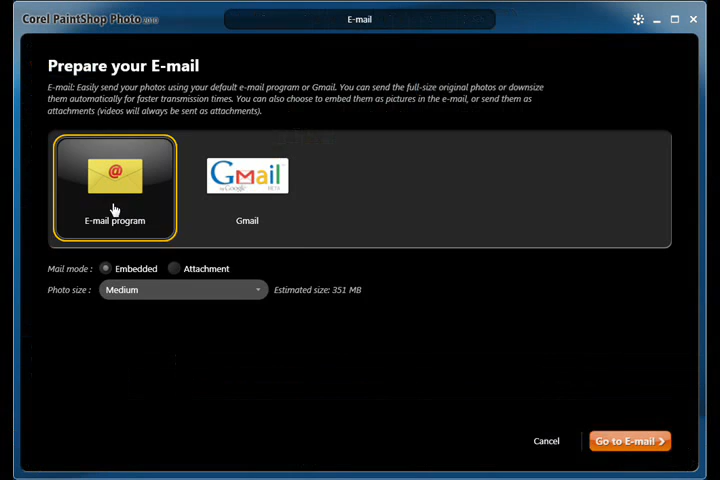 Corel PaintShop Photo 2010
E-mail
Prepare your E-mail
E-mail: Easily send your photos using your default e-mail program or Gmail. You can send the full-size original photos or downsize
them automatically for faster transmission times. You can also choose to embed them as pictures in the e-mail, or send them as
attachments (videos will always be sent as attachments).
@
Gmail
by Google BETA
E-mail program
Gmail
Mail mode : Embedded Attachment
Photo size : Medium Estimated size: 351 MB
Cancel Go to E-mail